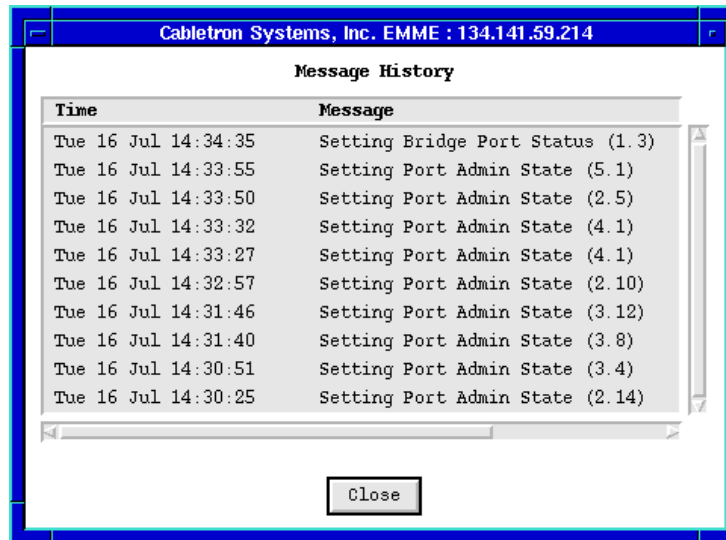 Cabletron Systems, Inc. EMME : 134.141.59.214
Message History
Time Message
Tue 16 Jul 14:34:35 Setting Bridge Port Status (1.3)
Tue 16 Jul 14:33:55 Setting Port Admin State (5.1)
Tue 16 Jul 14:33:50 Setting Port Admin State (2.5)
Tue 16 Jul 14:33:32 Setting Port Admin State (4.1)
Tue 16 Jul 14:33:27 Setting Port Admin State (4.1)
Tue 16 Jul 14:32:57 Setting Port Admin State (2.10)
Tue 16 Jul 14:31:46 Setting Port Admin State (3.12)
Tue 16 Jul 14:31:40 Setting Port Admin State (3.8)
Tue 16 Jul 14:30:51 Setting Port Admin State (3.4)
Tue 16 Jul 14:30:25 Setting Port Admin State (2.14)
Close